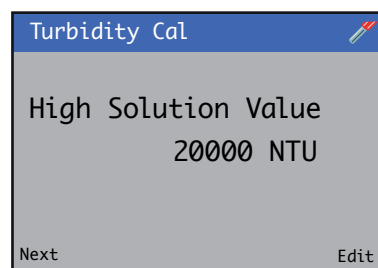 Turbidity Cal
High Solution Value
20000 NTU
Next Edit